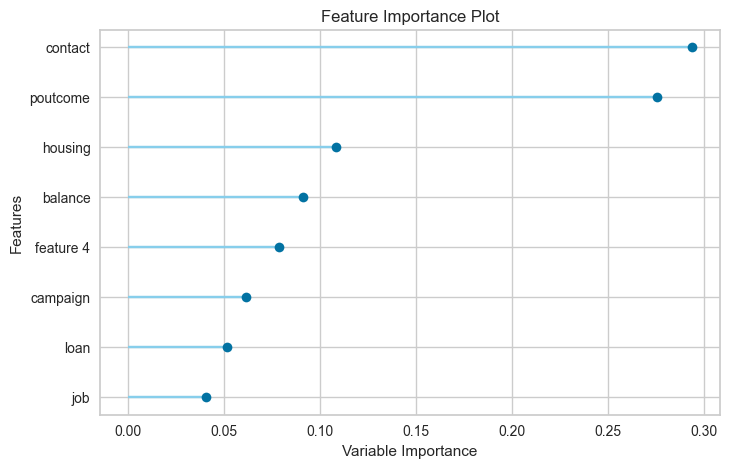 Feature Importance Plot
contact
poutcome
housing
balance
feature 4
campaign
loan
job
Features
0.00 0.05 0.10 0.15 0.20 0.25 0.30
Variable Importance